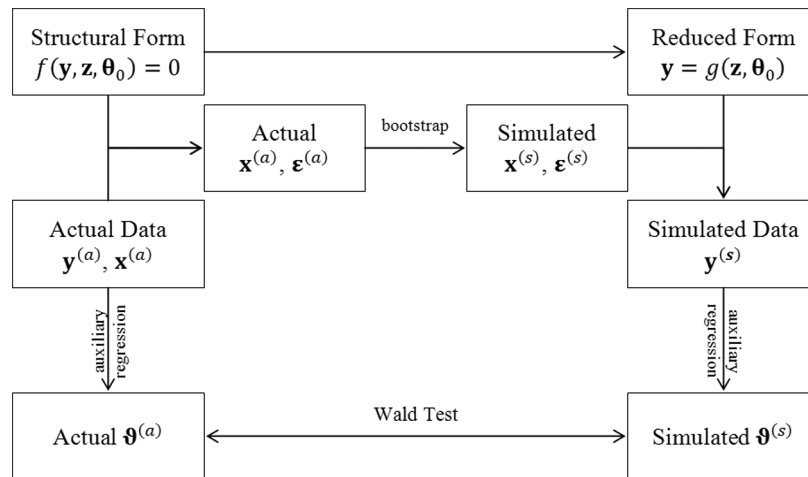 Structural Form
f(𝐲, 𝐳, 𝛉₀) = 0
Reduced Form
𝐲 = g(𝐳, 𝛉₀)
Actual
𝐱⁽ᵃ⁾, 𝛆⁽ᵃ⁾
bootstrap
Simulated
𝐱⁽ˢ⁾, 𝛆⁽ˢ⁾
Actual Data
𝐲⁽ᵃ⁾, 𝐱⁽ᵃ⁾
Simulated Data
𝐲⁽ˢ⁾
auxiliary
regression
auxiliary
regression
Actual 𝛝⁽ᵃ⁾
Wald Test
Simulated 𝛝⁽ˢ⁾